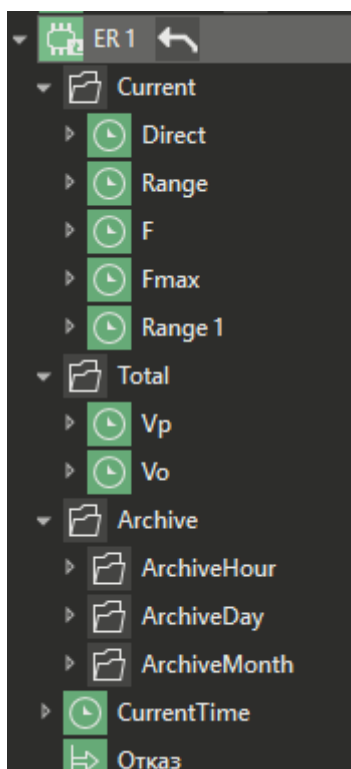 ER 1
Current
Direct
Range
F
Fmax
Range 1
Total
Vp
Vo
Archive
ArchiveHour
ArchiveDay
ArchiveMonth
CurrentTime
Отказ